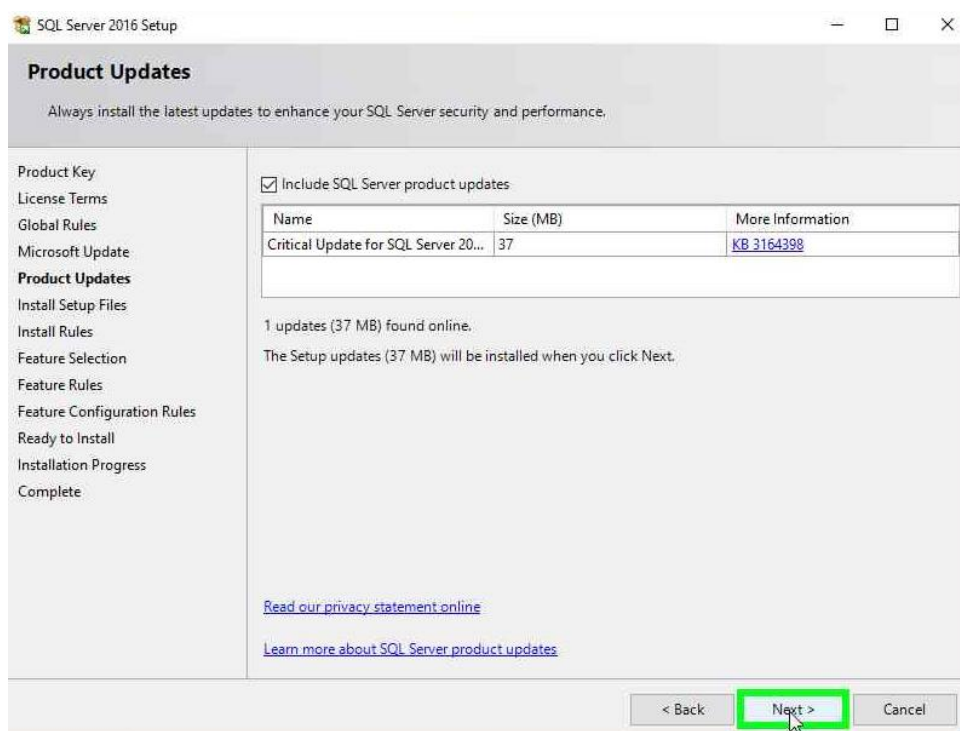 SQL Server 2016 Setup
Product Updates
Always install the latest updates to enhance your SQL Server security and performance.
Product Key
License Terms
Global Rules
Microsoft Update
Product Updates
Install Setup Files
Install Rules
Feature Selection
Feature Rules
Feature Configuration Rules
Ready to Install
Installation Progress
Complete
Include SQL Server product updates
Name Size (MB) More Information
Critical Update for SQL Server 20... 37 KB 3164398
1 updates (37 MB) found online.
The Setup updates (37 MB) will be installed when you click Next.
Read our privacy statement online
Learn more about SQL Server product updates
< Back Next > Cancel